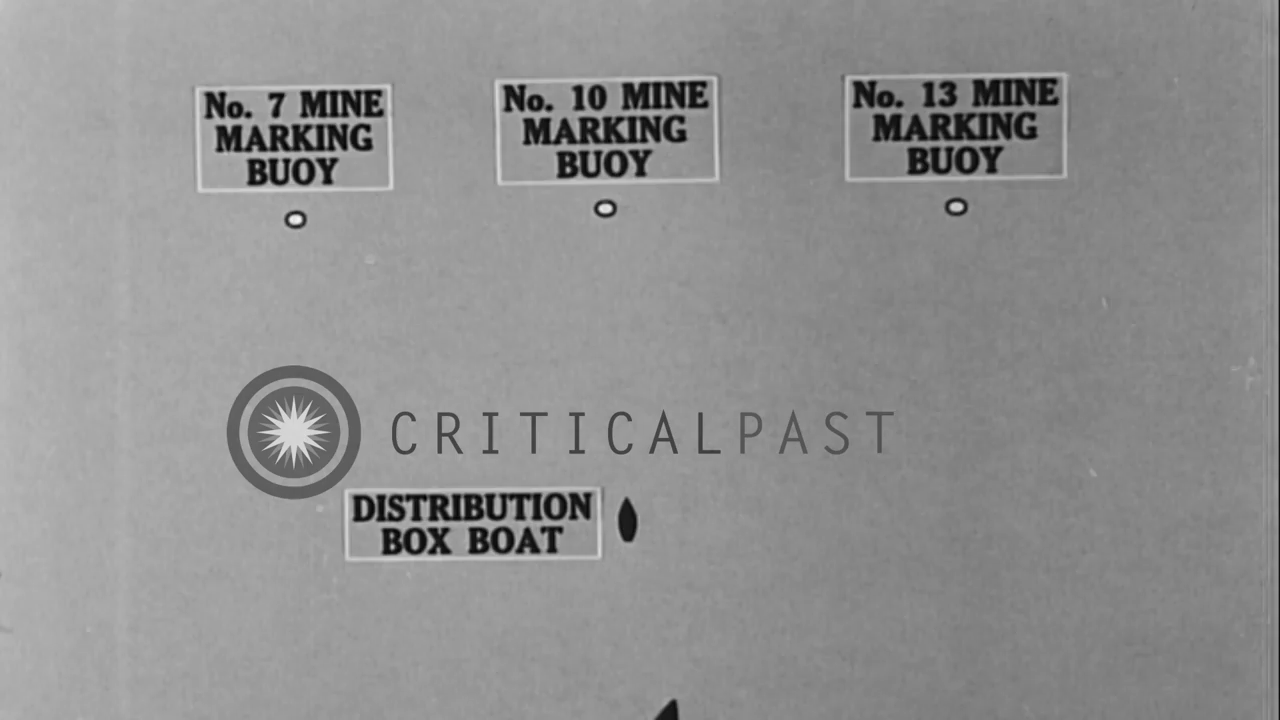 No. 7 MINE
MARKING
BUOY
No. 10 MINE
MARKING
BUOY
No. 13 MINE
MARKING
BUOY
CRITICALPAST
DISTRIBUTION
BOX BOAT